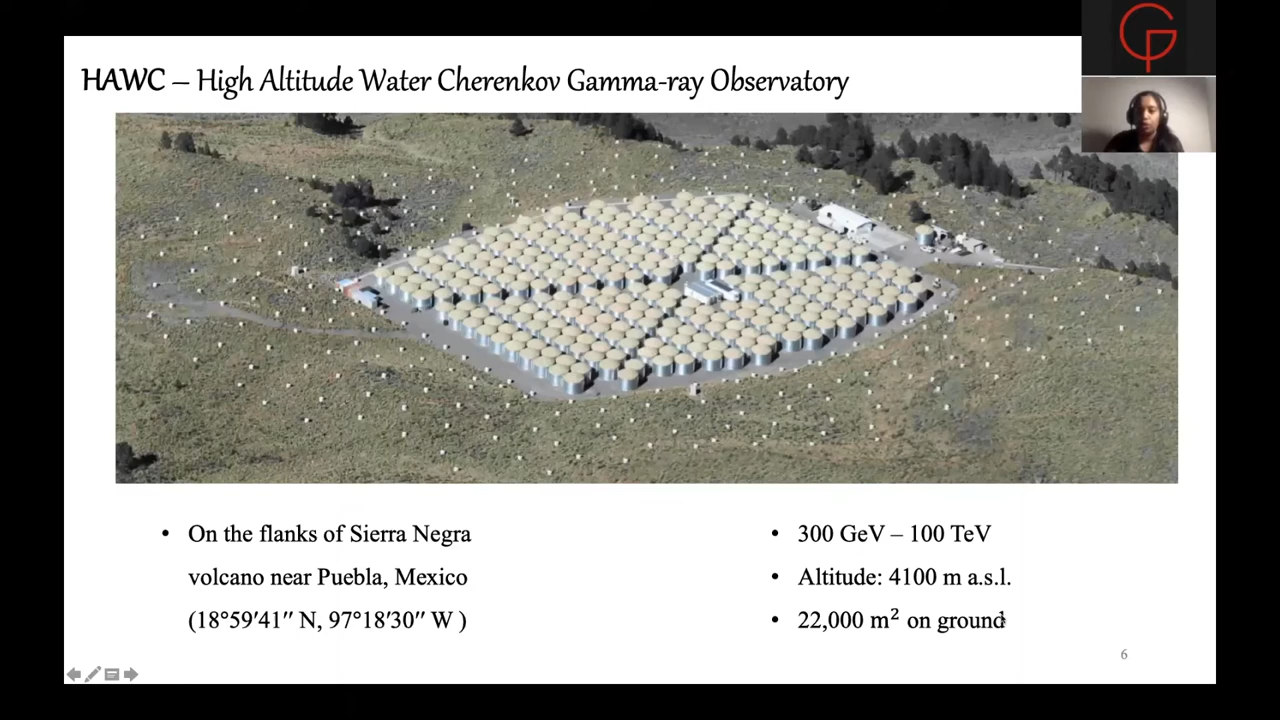 HAWC – High Altitude Water Cherenkov Gamma-ray Observatory
• On the flanks of Sierra Negra
volcano near Puebla, Mexico
(18°59′41″ N, 97°18′30″ W )
• 300 GeV – 100 TeV
• Altitude: 4100 m a.s.l.
• 22,000 m² on ground
6